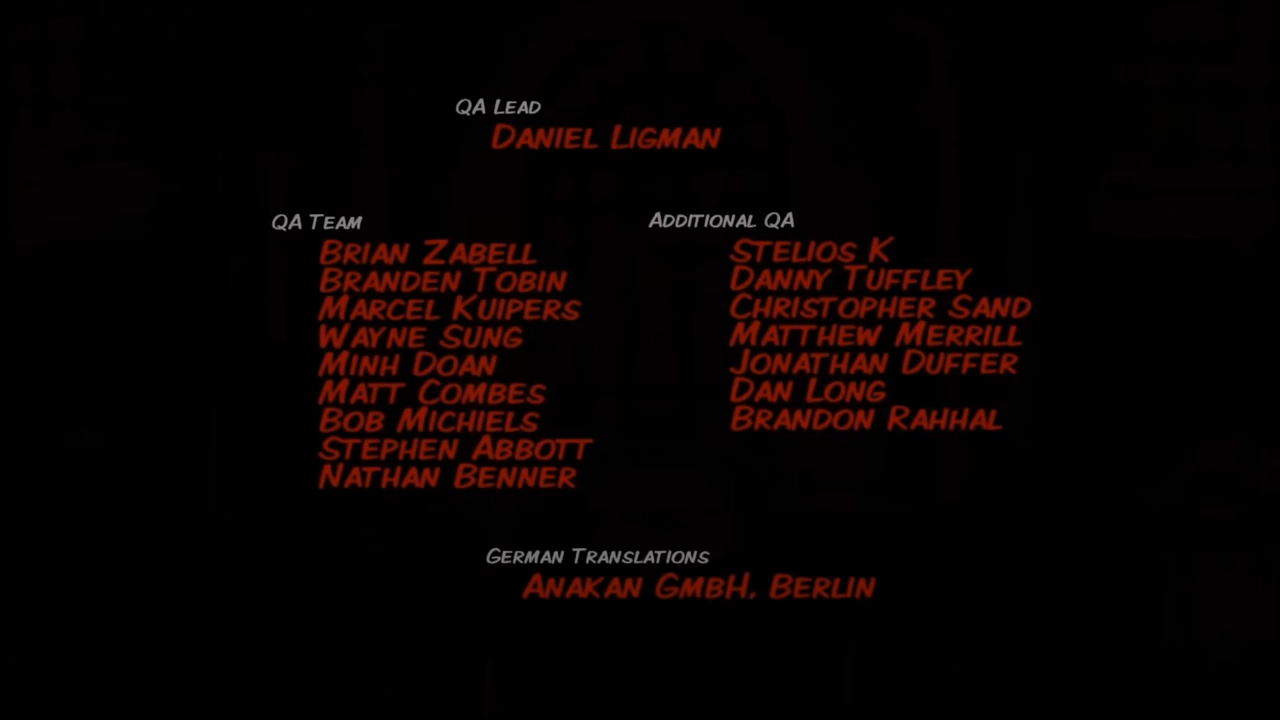 QA Lead
Daniel Ligman
QA Team
Brian Zabell
Branden Tobin
Marcel Kuipers
Wayne Sung
Minh Doan
Matt Combes
Bob Michiels
Stephen Abbott
Nathan Benner
Additional QA
Stelios K
Danny Tuffley
Christopher Sand
Matthew Merrill
Jonathan Duffer
Dan Long
Brandon Rahhal
German Translations
Anakan GmbH, Berlin